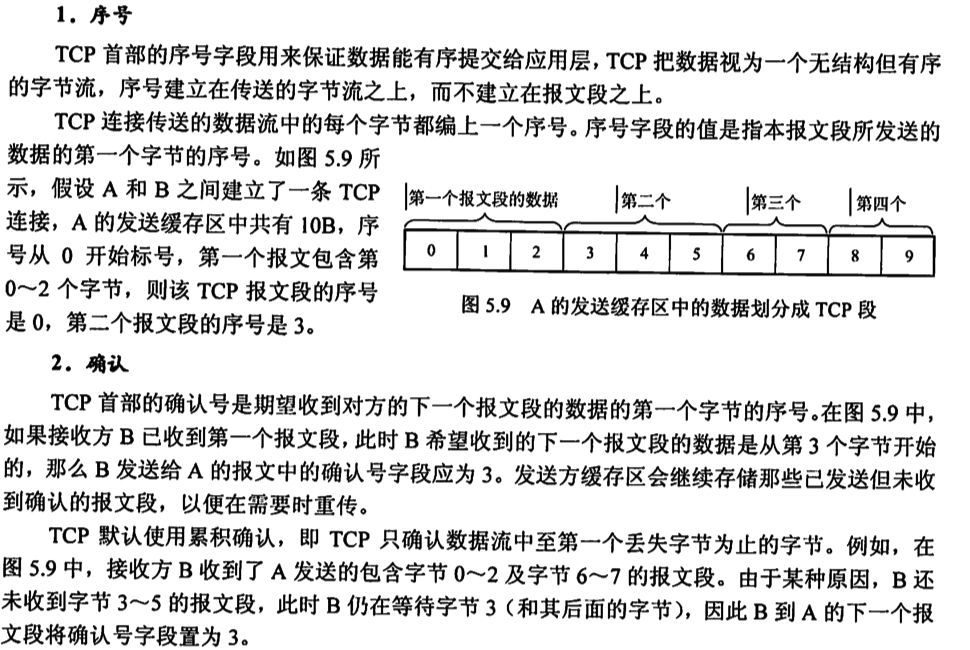 1．序号
TCP 首部的序号字段用来保证数据能有序提交给应用层，TCP 把数据视为一个无结构但有序
的字节流，序号建立在传送的字节流之上，而不建立在报文段之上。
TCP 连接传送的数据流中的每个字节都编上一个序号。序号字段的值是指本报文段所发送的
数据的第一个字节的序号。如图 5.9 所
示，假设 A 和 B 之间建立了一条 TCP
连接，A 的发送缓存区中共有 10B，序
号从 0 开始标号，第一个报文包含第
0～2 个字节，则该 TCP 报文段的序号
是 0，第二个报文段的序号是 3。
第一个报文段的数据 第二个 第三个 第四个
0 1 2 3 4 5 6 7 8 9
图 5.9 A 的发送缓存区中的数据划分成 TCP 段
2．确认
TCP 首部的确认号是期望收到对方的下一个报文段的数据的第一个字节的序号。在图 5.9 中，
如果接收方 B 已收到第一个报文段，此时 B 希望收到的下一个报文段的数据是从第 3 个字节开始
的，那么 B 发送给 A 的报文中的确认号字段应为 3。发送方缓存区会继续存储那些已发送但未收
到确认的报文段，以便在需要时重传。
TCP 默认使用累积确认，即 TCP 只确认数据流中至第一个丢失字节为止的字节。例如，在
图 5.9 中，接收方 B 收到了 A 发送的包含字节 0～2 及字节 6～7 的报文段。由于某种原因，B 还
未收到字节 3～5 的报文段，此时 B 仍在等待字节 3（和其后面的字节），因此 B 到 A 的下一个报
文段将确认号字段置为 3。